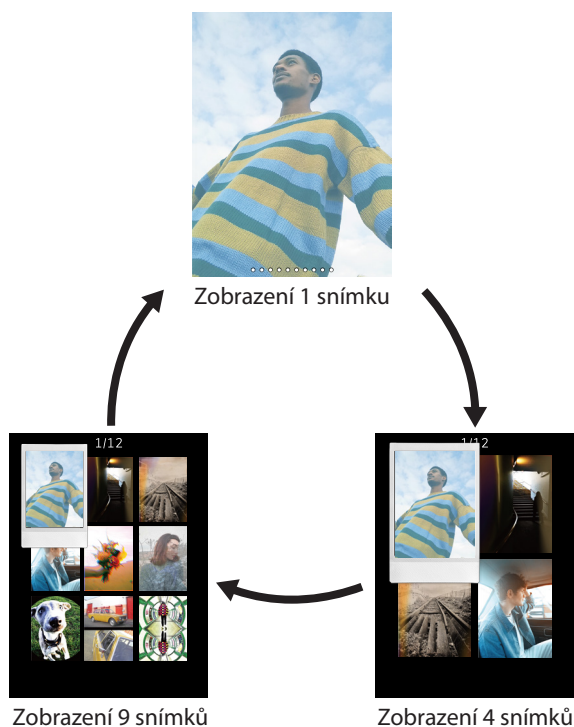 Zobrazení 1 snímku
1/12
1/12
Zobrazení 9 snímků
Zobrazení 4 snímků